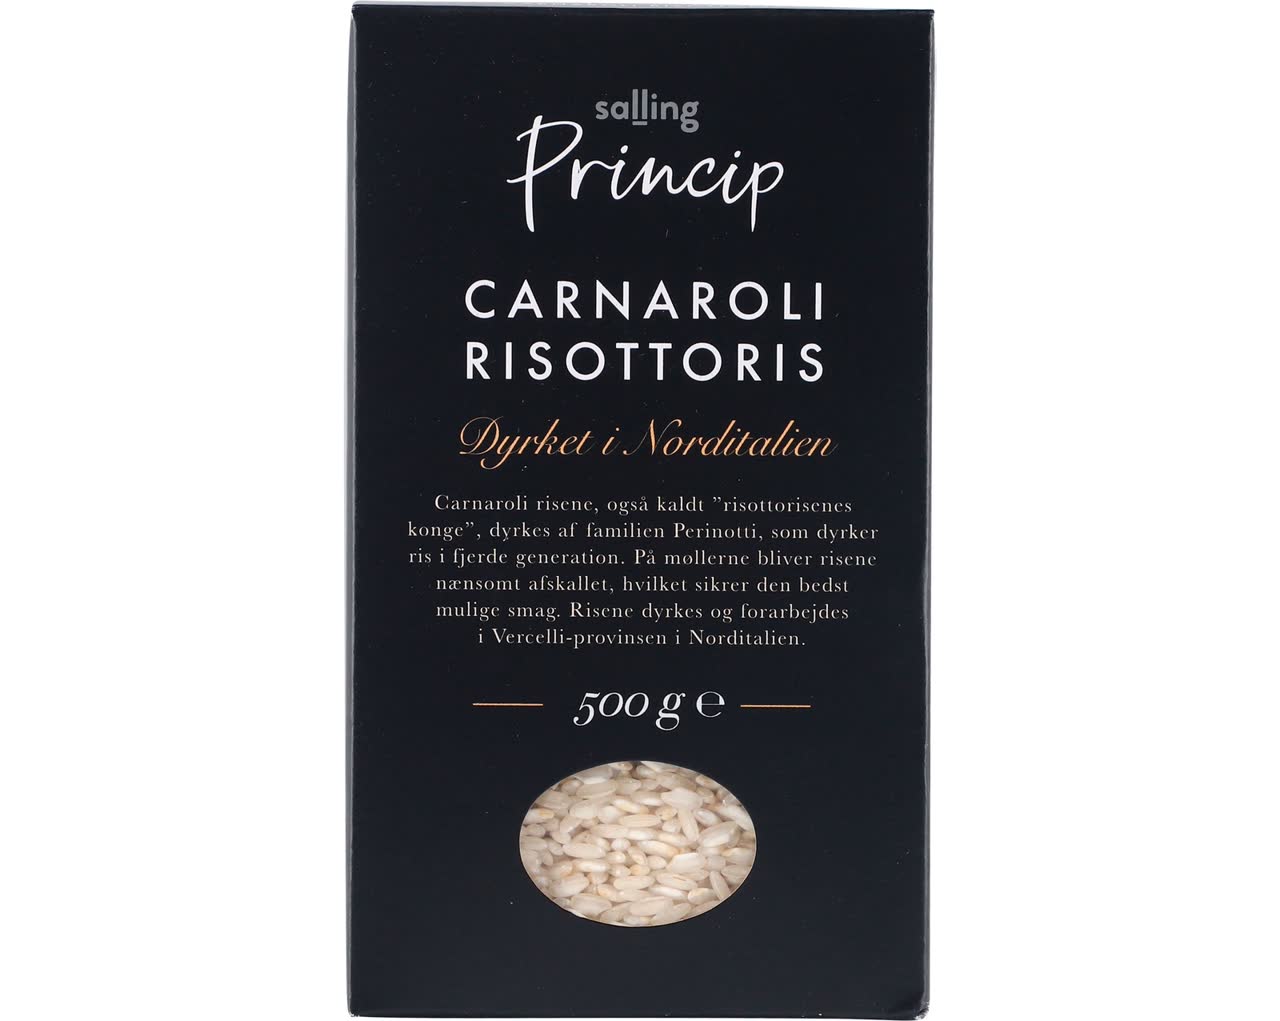 salling
Princip
CARNAROLI
RISOTTORIS
Dyrket i Norditalien
Carnaroli risene, også kaldt ”risottorisenes
konge”, dyrkes af familien Perinotti, som dyrker
ris i fjerde generation. På møllerne bliver risene
nænsomt afskallet, hvilket sikrer den bedst
mulige smag. Risene dyrkes og forarbejdes
i Vercelli-provinsen i Norditalien.
500 g ℮